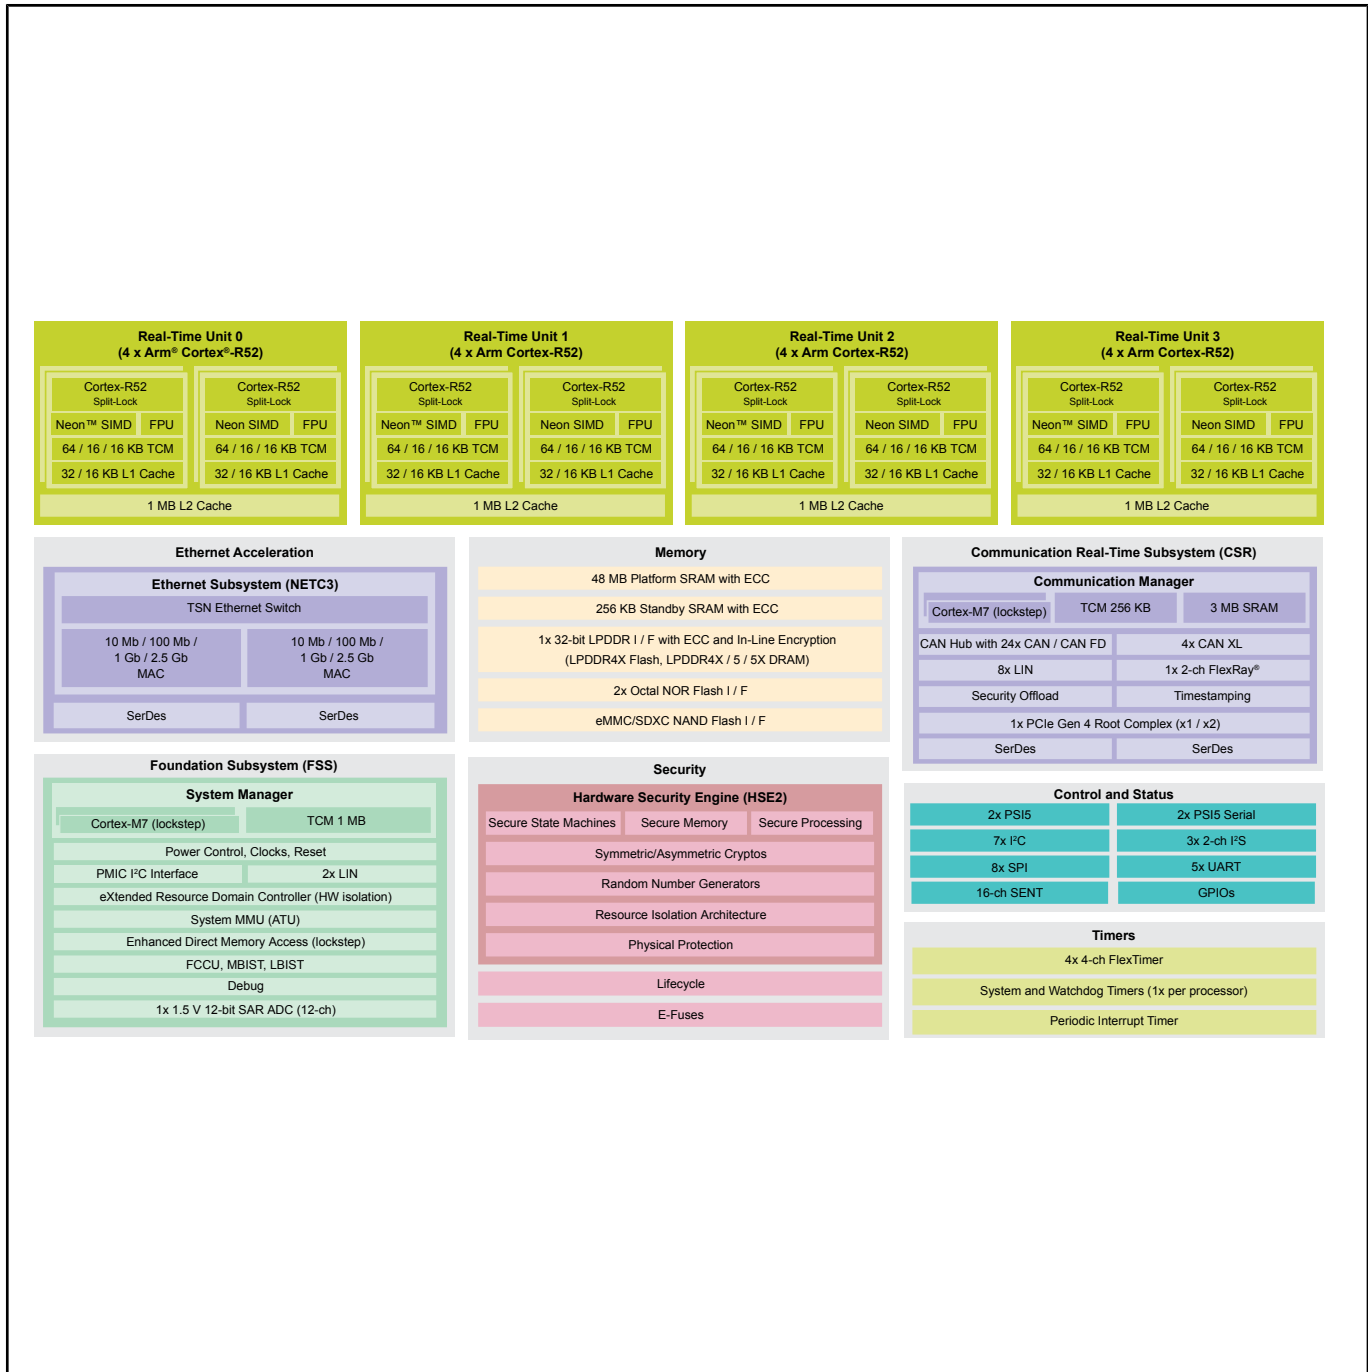 Real-Time Unit 0
(4 x Arm® Cortex®-R52)
Cortex-R52
Split-Lock
Neon™ SIMD
FPU
64 / 16 / 16 KB TCM
32 / 16 KB L1 Cache
Cortex-R52
Split-Lock
Neon SIMD
FPU
64 / 16 / 16 KB TCM
32 / 16 KB L1 Cache
1 MB L2 Cache
Real-Time Unit 1
(4 x Arm Cortex-R52)
Cortex-R52
Split-Lock
Neon™ SIMD
FPU
64 / 16 / 16 KB TCM
32 / 16 KB L1 Cache
Cortex-R52
Split-Lock
Neon SIMD
FPU
64 / 16 / 16 KB TCM
32 / 16 KB L1 Cache
1 MB L2 Cache
Real-Time Unit 2
(4 x Arm Cortex-R52)
Cortex-R52
Split-Lock
Neon™ SIMD
FPU
64 / 16 / 16 KB TCM
32 / 16 KB L1 Cache
Cortex-R52
Split-Lock
Neon SIMD
FPU
64 / 16 / 16 KB TCM
32 / 16 KB L1 Cache
1 MB L2 Cache
Real-Time Unit 3
(4 x Arm Cortex-R52)
Cortex-R52
Split-Lock
Neon™ SIMD
FPU
64 / 16 / 16 KB TCM
32 / 16 KB L1 Cache
Cortex-R52
Split-Lock
Neon SIMD
FPU
64 / 16 / 16 KB TCM
32 / 16 KB L1 Cache
1 MB L2 Cache
Ethernet Acceleration
Ethernet Subsystem (NETC3)
TSN Ethernet Switch
10 Mb / 100 Mb /
1 Gb / 2.5 Gb
MAC
10 Mb / 100 Mb /
1 Gb / 2.5 Gb
MAC
SerDes
SerDes
Memory
48 MB Platform SRAM with ECC
256 KB Standby SRAM with ECC
1x 32-bit LPDDR I / F with ECC and In-Line Encryption
(LPDDR4X Flash, LPDDR4X / 5 / 5X DRAM)
2x Octal NOR Flash I / F
eMMC/SDXC NAND Flash I / F
Communication Real-Time Subsystem (CSR)
Communication Manager
Cortex-M7 (lockstep)
TCM 256 KB
3 MB SRAM
CAN Hub with 24x CAN / CAN FD
4x CAN XL
8x LIN
1x 2-ch FlexRay®
Security Offload
Timestamping
1x PCIe Gen 4 Root Complex (x1 / x2)
SerDes
SerDes
Foundation Subsystem (FSS)
System Manager
Cortex-M7 (lockstep)
TCM 1 MB
Power Control, Clocks, Reset
PMIC I²C Interface
2x LIN
eXtended Resource Domain Controller (HW isolation)
System MMU (ATU)
Enhanced Direct Memory Access (lockstep)
FCCU, MBIST, LBIST
Debug
1x 1.5 V 12-bit SAR ADC (12-ch)
Security
Hardware Security Engine (HSE2)
Secure State Machines
Secure Memory
Secure Processing
Symmetric/Asymmetric Cryptos
Random Number Generators
Resource Isolation Architecture
Physical Protection
Lifecycle
E-Fuses
Control and Status
2x PSI5
2x PSI5 Serial
7x I²C
3x 2-ch I²S
8x SPI
5x UART
16-ch SENT
GPIOs
Timers
4x 4-ch FlexTimer
System and Watchdog Timers (1x per processor)
Periodic Interrupt Timer